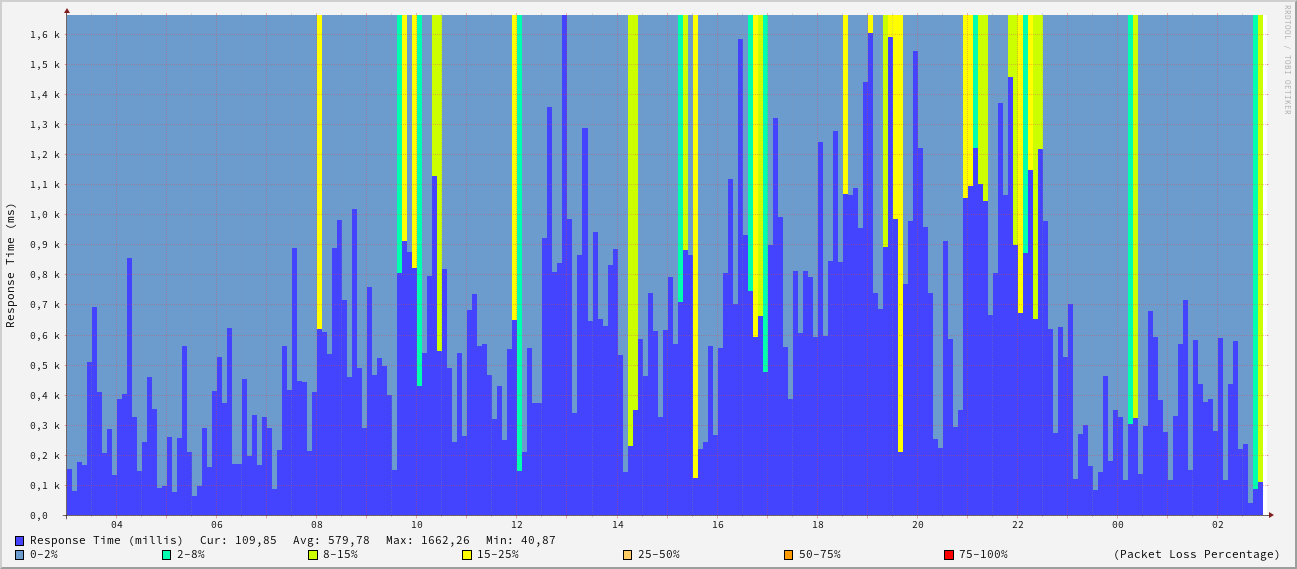 RRDTOOL / TOBI OETIKER
Response Time (ms)
1,6 k
1,5 k
1,4 k
1,3 k
1,2 k
1,1 k
1,0 k
0,9 k
0,8 k
0,7 k
0,6 k
0,5 k
0,4 k
0,3 k
0,2 k
0,1 k
0,0
04 06 08 10 12 14 16 18 20 22 00 02
Response Time (millis) Cur: 109,85 Avg: 579,78 Max: 1662,26 Min: 40,87
0-2% 2-8% 8-15% 15-25% 25-50% 50-75% 75-100% (Packet Loss Percentage)